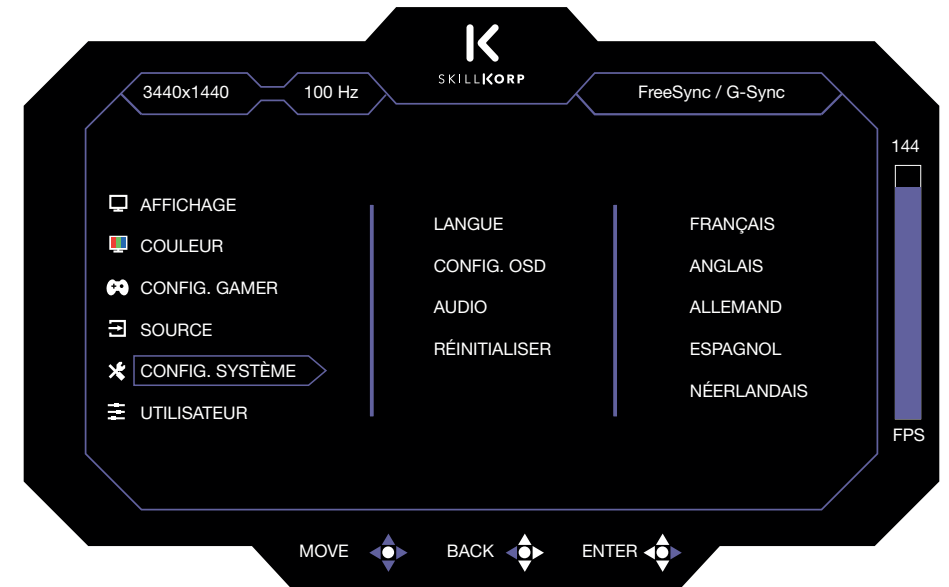 SKILLKORP
3440x1440
100 Hz
FreeSync / G-Sync
144
AFFICHAGE
COULEUR
CONFIG. GAMER
SOURCE
CONFIG. SYSTÈME
UTILISATEUR
LANGUE
CONFIG. OSD
AUDIO
RÉINITIALISER
FRANÇAIS
ANGLAIS
ALLEMAND
ESPAGNOL
NÉERLANDAIS
FPS
MOVE
BACK
ENTER